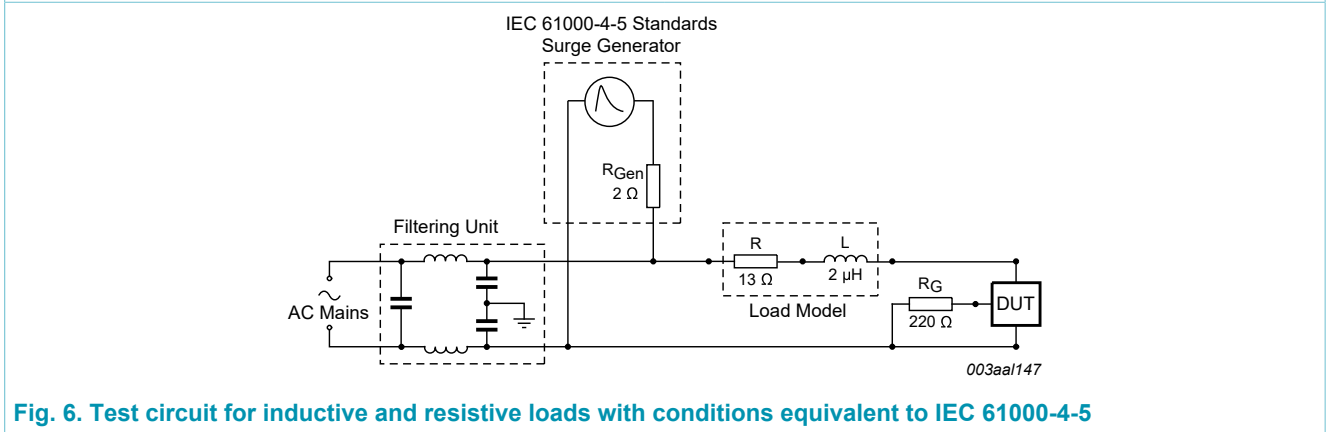 IEC 61000-4-5 Standards
Surge Generator
RGen
2 Ω
Filtering Unit
AC Mains
R
13 Ω
L
2 μH
Load Model
RG
220 Ω
DUT
003aal147
Fig. 6. Test circuit for inductive and resistive loads with conditions equivalent to IEC 61000-4-5